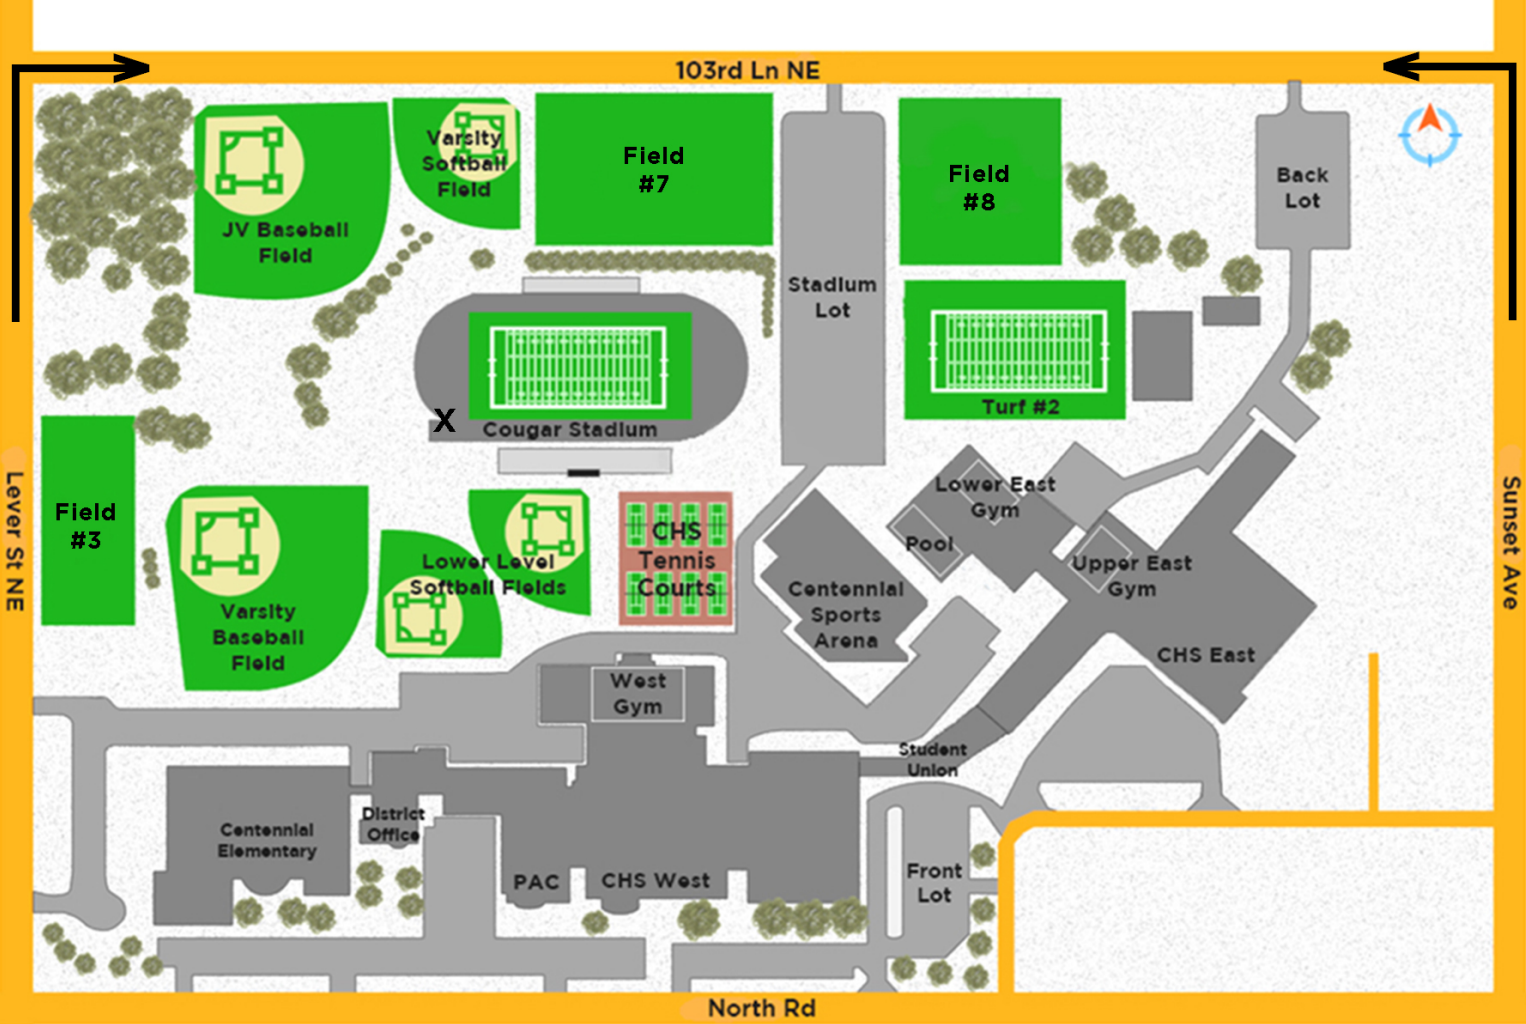 103rd Ln NE
Varsity
Softball
Field
Field
#7
Field
#8
Back
Lot
JV Baseball
Field
Stadium
Lot
Turf #2
X
Cougar Stadium
Lever St NE
Sunset Ave
Field
#3
Lower East
Gym
Pool
CHS
Tennis
Courts
Lower Level
Softball Fields
Upper East
Gym
Centennial
Sports
Arena
Varsity
Baseball
Field
CHS East
West
Gym
Student
Union
District
Office
Centennial
Elementary
PAC
CHS West
Front
Lot
North Rd